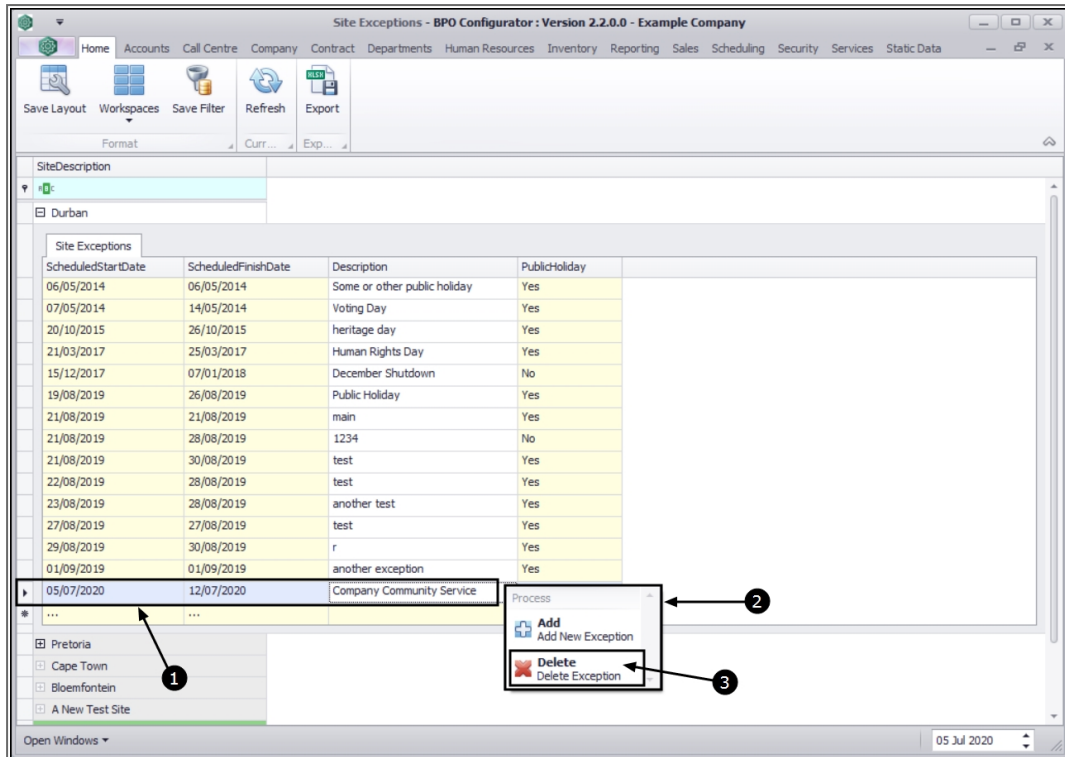 Site Exceptions - BPO Configurator : Version 2.2.0.0 - Example Company
Home Accounts Call Centre Company Contract Departments Human Resources Inventory Reporting Sales Scheduling Security Services Static Data
Save Layout Workspaces Save Filter Refresh Export
Format Curr... Exp...
SiteDescription
Durban
Site Exceptions
ScheduledStartDate ScheduledFinishDate Description PublicHoliday
06/05/2014 06/05/2014 Some or other public holiday Yes
07/05/2014 14/05/2014 Voting Day Yes
20/10/2015 26/10/2015 heritage day Yes
21/03/2017 25/03/2017 Human Rights Day Yes
15/12/2017 07/01/2018 December Shutdown No
19/08/2019 26/08/2019 Public Holiday Yes
21/08/2019 21/08/2019 main Yes
21/08/2019 28/08/2019 1234 No
21/08/2019 30/08/2019 test Yes
22/08/2019 28/08/2019 test Yes
23/08/2019 28/08/2019 another test Yes
27/08/2019 27/08/2019 test Yes
29/08/2019 30/08/2019 r Yes
01/09/2019 01/09/2019 another exception Yes
05/07/2020 12/07/2020 Company Community Service
... ...
Process
Add
Add New Exception
Delete
Delete Exception
1
2
3
Pretoria
Cape Town
Bloemfontein
A New Test Site
Open Windows 05 Jul 2020